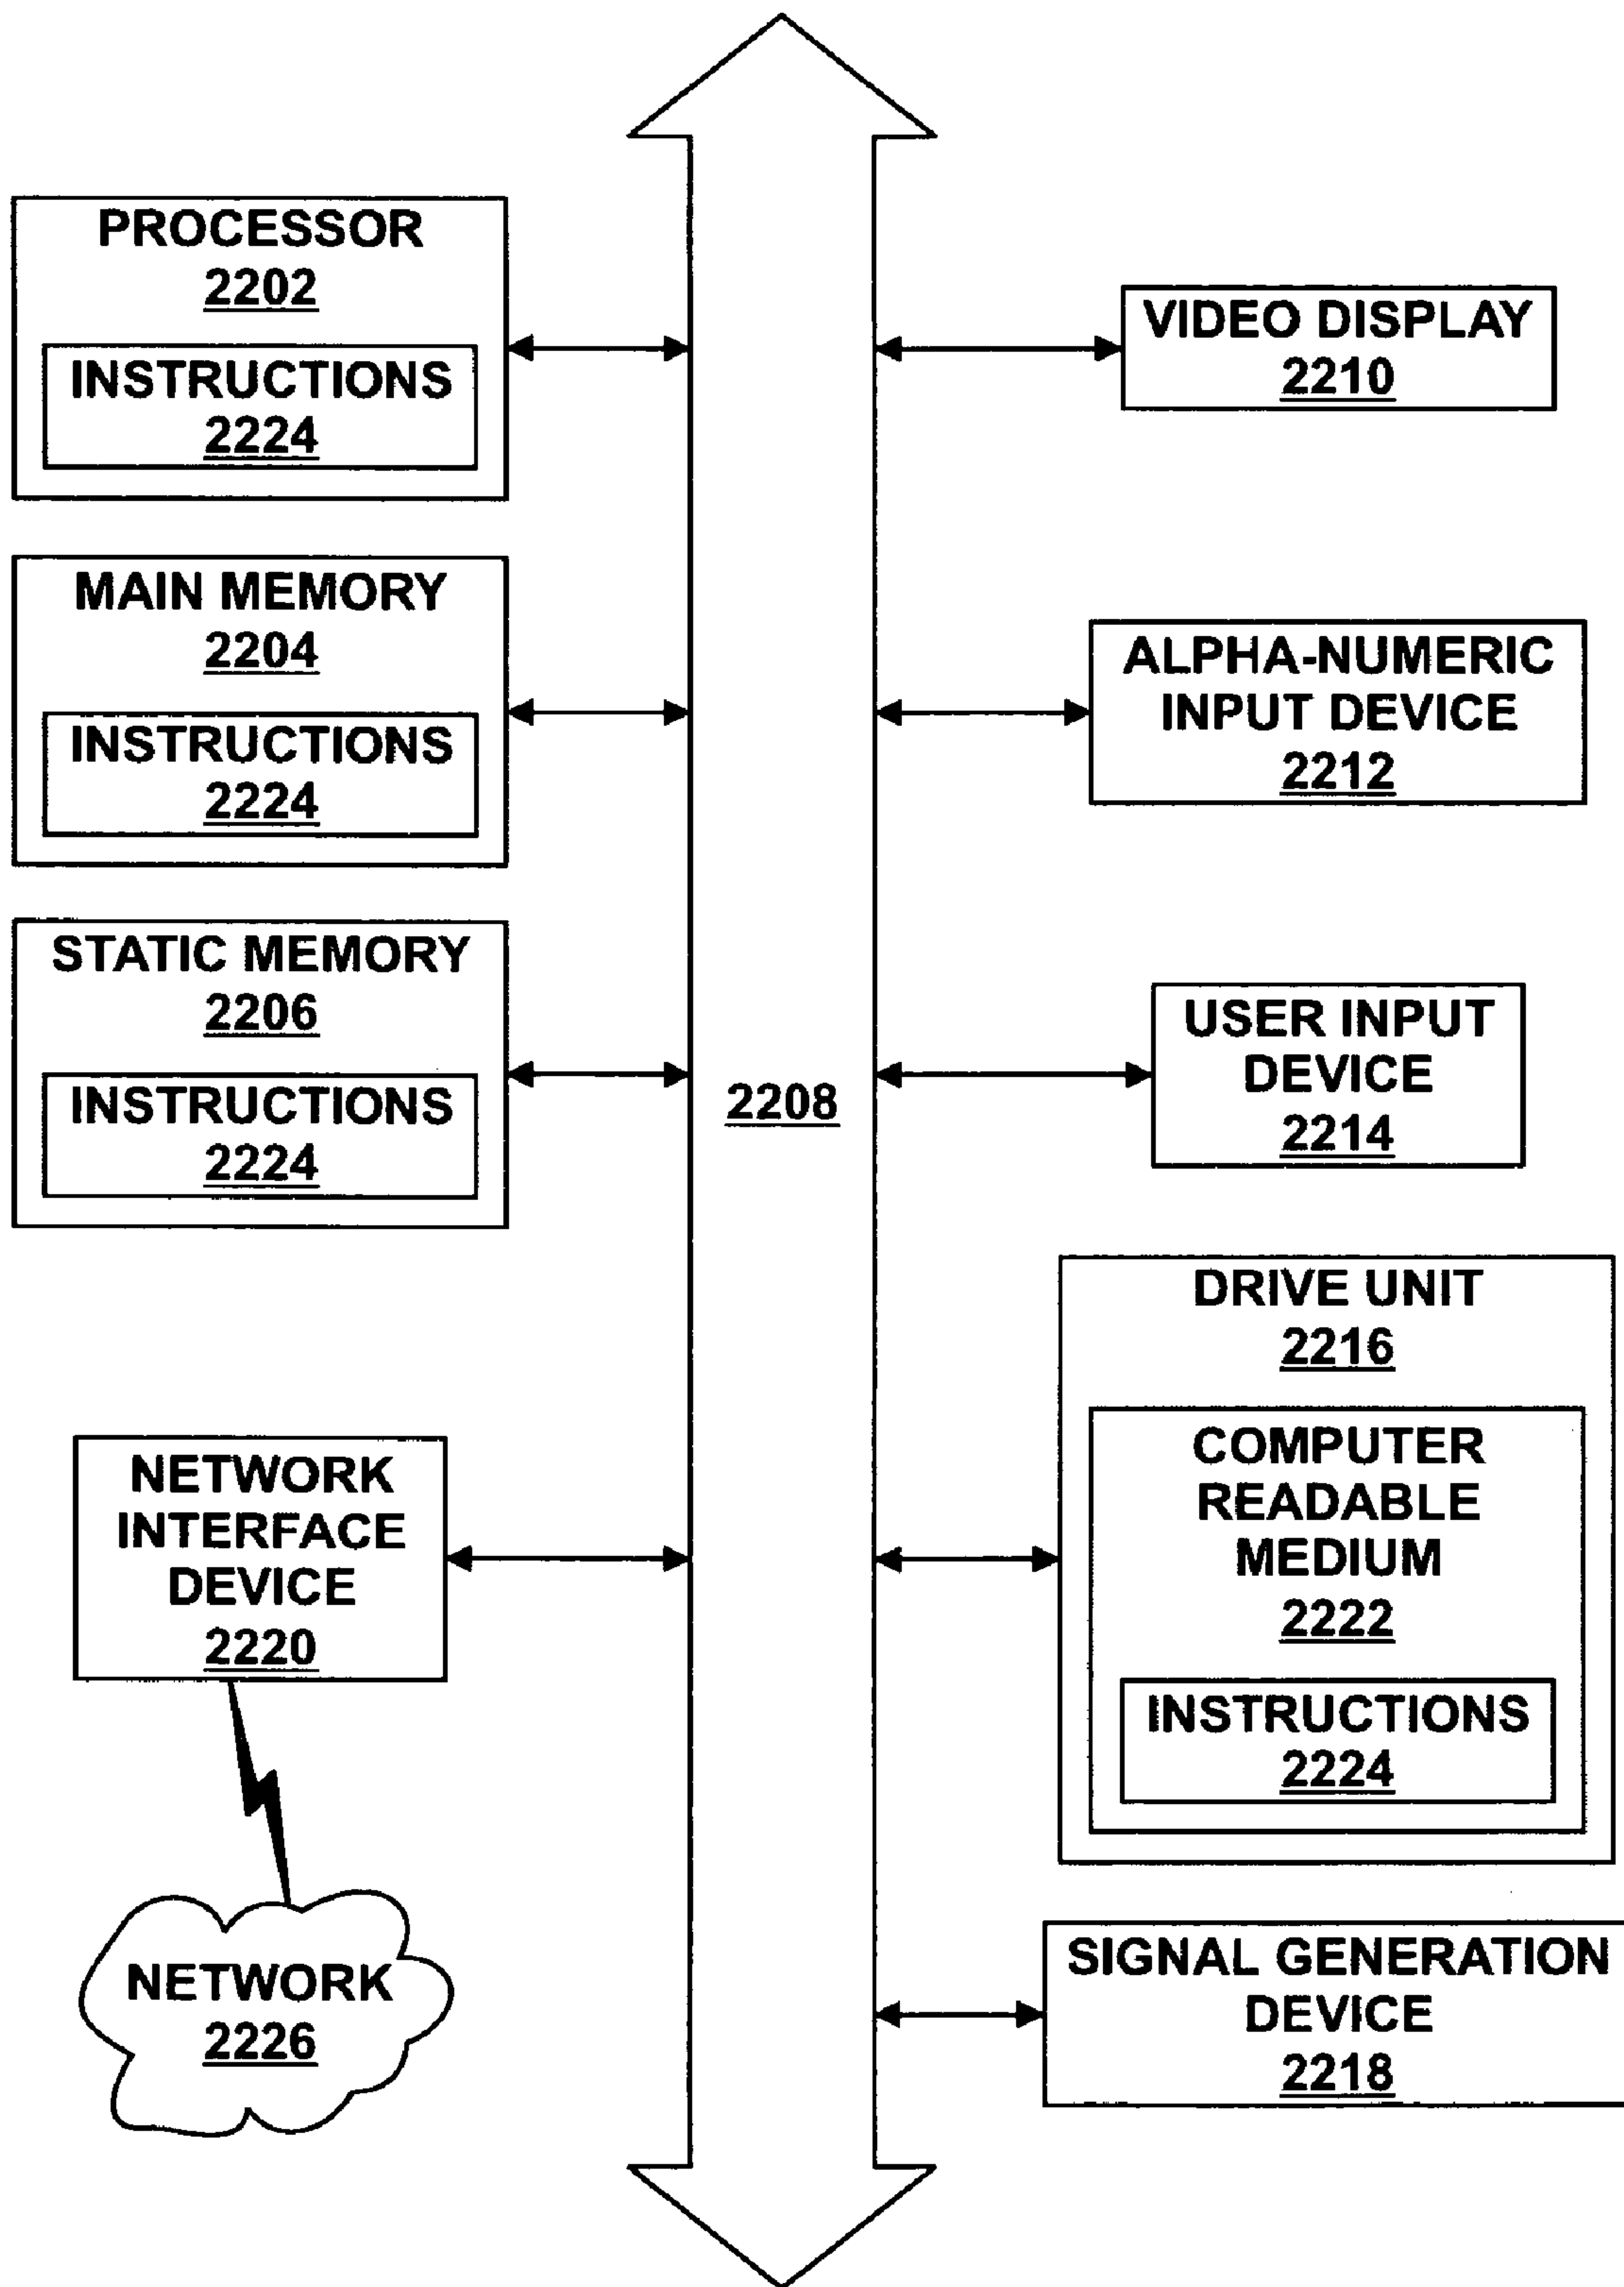 PROCESSOR
2202
INSTRUCTIONS
2224
MAIN MEMORY
2204
INSTRUCTIONS
2224
STATIC MEMORY
2206
INSTRUCTIONS
2224
NETWORK
INTERFACE
DEVICE
2220
NETWORK
2226
2208
VIDEO DISPLAY
2210
ALPHA-NUMERIC
INPUT DEVICE
2212
USER INPUT
DEVICE
2214
DRIVE UNIT
2216
COMPUTER
READABLE
MEDIUM
2222
INSTRUCTIONS
2224
SIGNAL GENERATION
DEVICE
2218